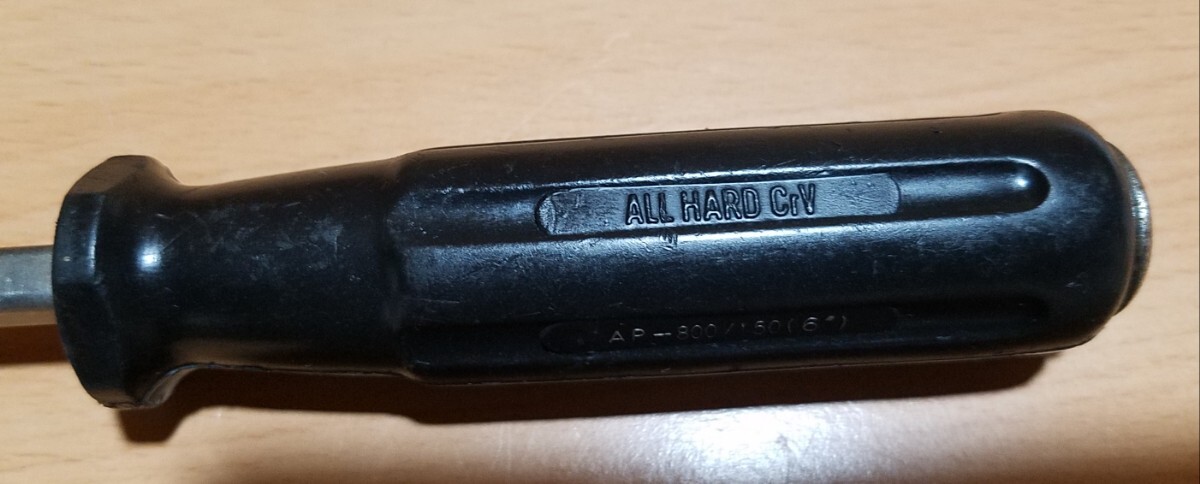 ALL HARD CrV
AP-800/150(6")